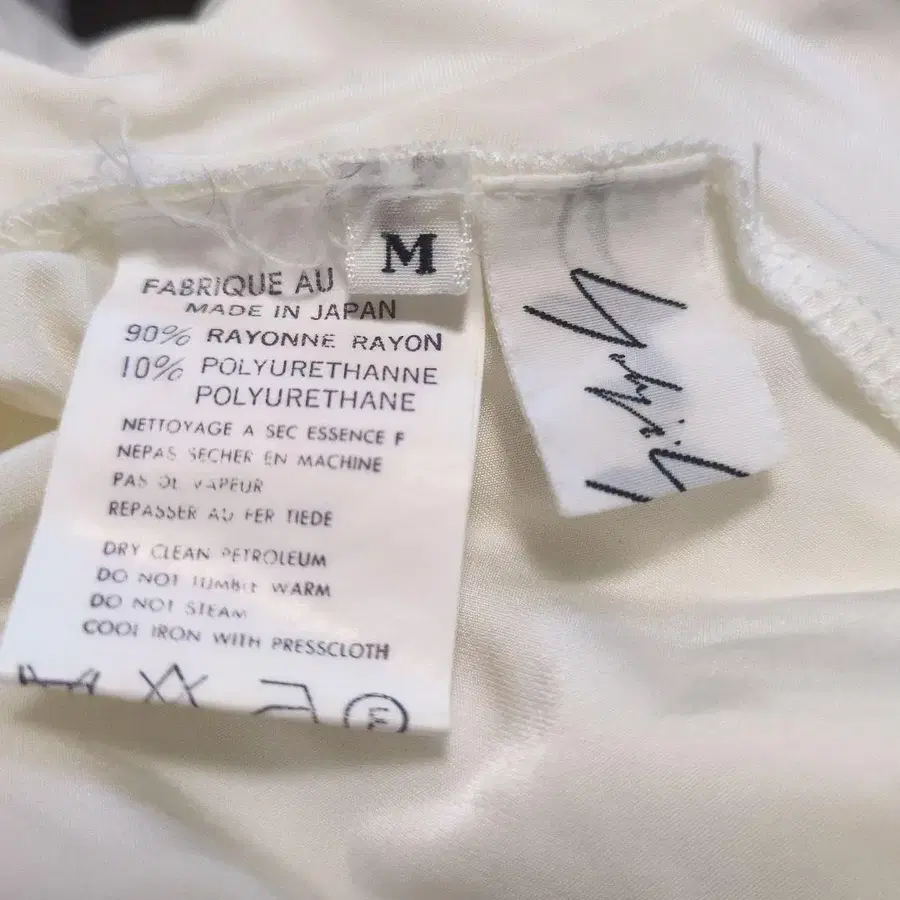 M
FABRIQUE AU
MADE IN JAPAN
90% RAYONNE RAYON
10% POLYURETHANNE
POLYURETHANE
NETTOYAGE A SEC ESSENCE F
NEPAS SECHER EN MACHINE
PAS DE VAPEUR
REPASSER AU FER TIEDE
DRY CLEAN PETROLEUM
DO NOT TUMBLE WARM
DO NOT STEAM
COOL IRON WITH PRESSCLOTH
F
Yohji Y